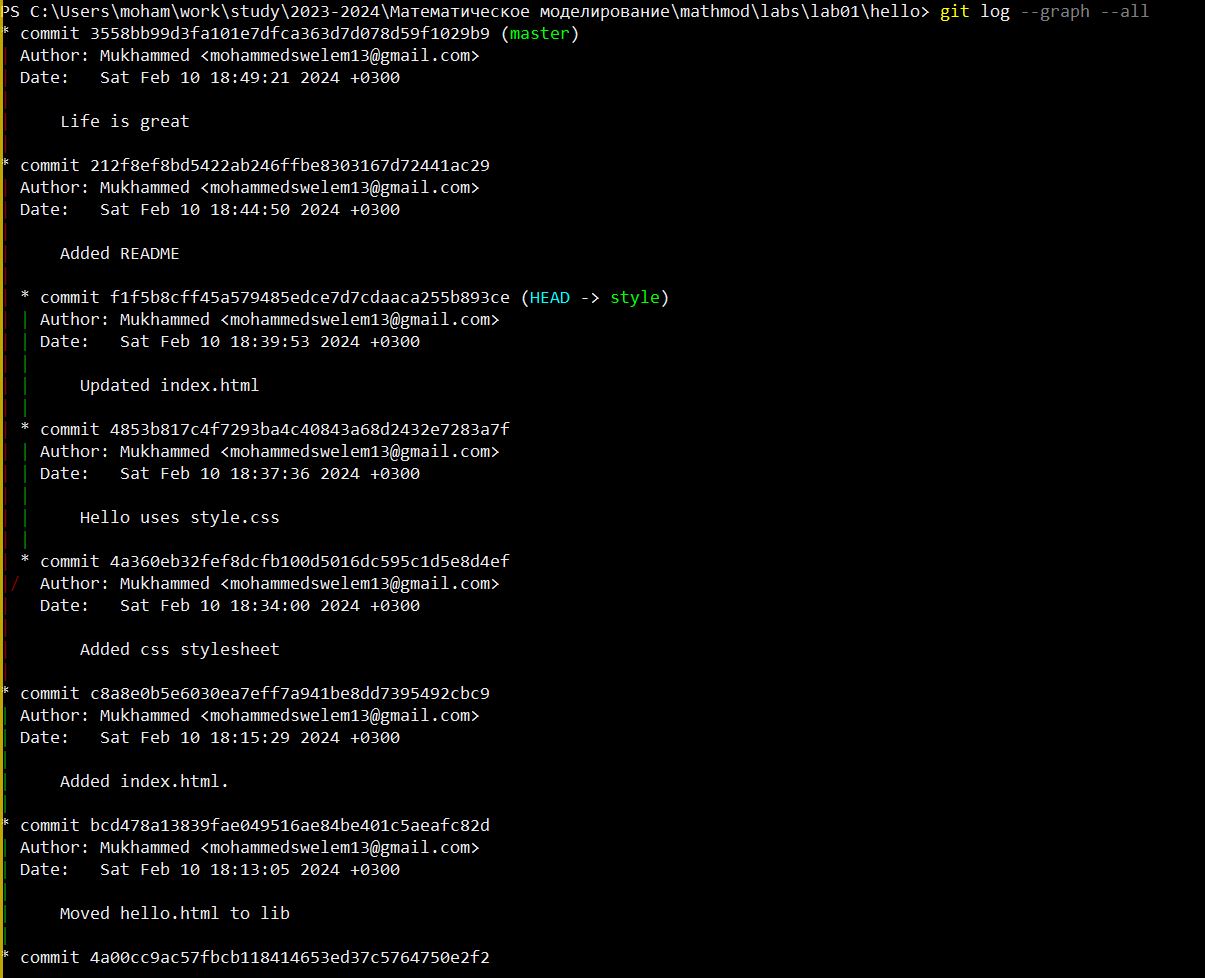 PS C:\Users\moham\work\study\2023-2024\Математическое моделирование\mathmod\labs\lab01\hello> git log --graph --all
* commit 3558bb99d3fa101e7dfca363d7d078d59f1029b9 (master)
| Author: Mukhammed <mohammedswelem13@gmail.com>
| Date:   Sat Feb 10 18:49:21 2024 +0300
|
|     Life is great
|
* commit 212f8ef8bd5422ab246ffbe8303167d72441ac29
| Author: Mukhammed <mohammedswelem13@gmail.com>
| Date:   Sat Feb 10 18:44:50 2024 +0300
|
|     Added README
|
| * commit f1f5b8cff45a579485edce7d7cdaaca255b893ce (HEAD -> style)
| | Author: Mukhammed <mohammedswelem13@gmail.com>
| | Date:   Sat Feb 10 18:39:53 2024 +0300
| |
| |     Updated index.html
| |
| * commit 4853b817c4f7293ba4c40843a68d2432e7283a7f
| | Author: Mukhammed <mohammedswelem13@gmail.com>
| | Date:   Sat Feb 10 18:37:36 2024 +0300
| |
| |     Hello uses style.css
| |
| * commit 4a360eb32fef8dcfb100d5016dc595c1d5e8d4ef
|/  Author: Mukhammed <mohammedswelem13@gmail.com>
|   Date:   Sat Feb 10 18:34:00 2024 +0300
|
|       Added css stylesheet
|
* commit c8a8e0b5e6030ea7eff7a941be8dd7395492cbc9
| Author: Mukhammed <mohammedswelem13@gmail.com>
| Date:   Sat Feb 10 18:15:29 2024 +0300
|
|     Added index.html.
|
* commit bcd478a13839fae049516ae84be401c5aeafc82d
| Author: Mukhammed <mohammedswelem13@gmail.com>
| Date:   Sat Feb 10 18:13:05 2024 +0300
|
|     Moved hello.html to lib
|
* commit 4a00cc9ac57fbcb118414653ed37c5764750e2f2